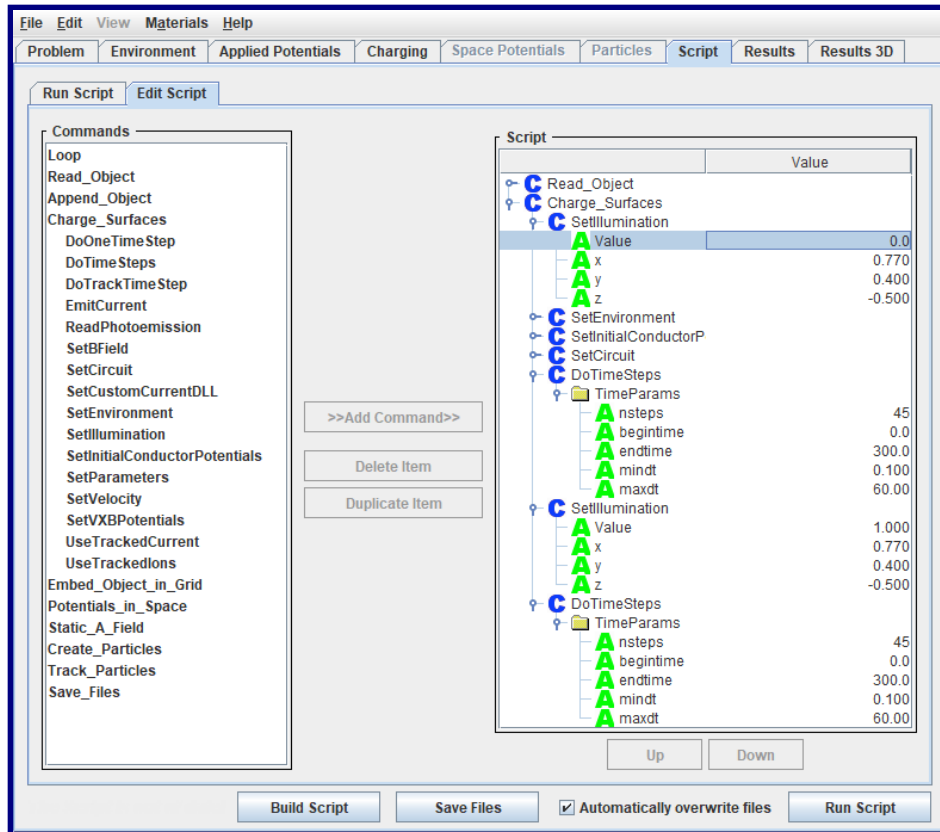 File Edit View Materials Help
Problem Environment Applied Potentials Charging Space Potentials Particles Script Results Results 3D
Run Script Edit Script
Commands
Loop
Read_Object
Append_Object
Charge_Surfaces
DoOneTimeStep
DoTimeSteps
DoTrackTimeStep
EmitCurrent
ReadPhotoemission
SetBField
SetCircuit
SetCustomCurrentDLL
SetEnvironment
SetIllumination
SetInitialConductorPotentials
SetParameters
SetVelocity
SetVXBPotentials
UseTrackedCurrent
UseTrackedIons
Embed_Object_in_Grid
Potentials_in_Space
Static_A_Field
Create_Particles
Track_Particles
Save_Files
>>Add Command>>
Delete Item
Duplicate Item
Script
Value
C Read_Object
C Charge_Surfaces
C SetIllumination
A Value 0.0
A x 0.770
A y 0.400
A z -0.500
C SetEnvironment
C SetInitialConductorP
C SetCircuit
C DoTimeSteps
TimeParams
A nsteps 45
A begintime 0.0
A endtime 300.0
A mindt 0.100
A maxdt 60.00
C SetIllumination
A Value 1.000
A x 0.770
A y 0.400
A z -0.500
C DoTimeSteps
TimeParams
A nsteps 45
A begintime 0.0
A endtime 300.0
A mindt 0.100
A maxdt 60.00
Up Down
Build Script Save Files Automatically overwrite files Run Script